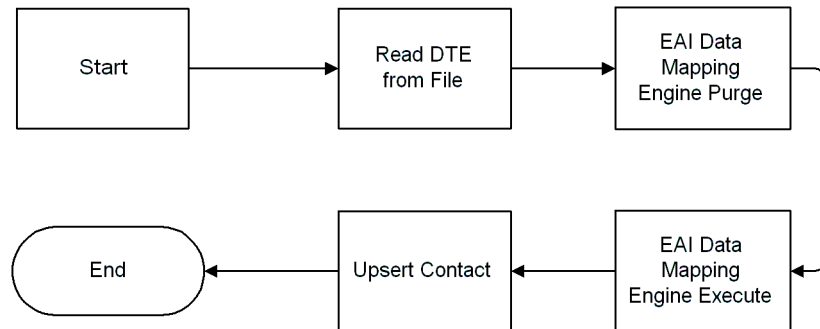 Start
Read DTE
from File
EAI Data
Mapping
Engine Purge
EAI Data
Mapping
Engine Execute
Upsert Contact
End